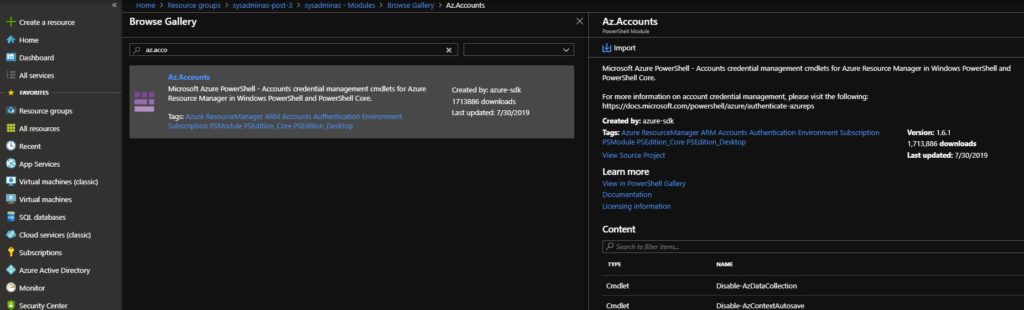 Home > Resource groups > sysadminas-post-3 > sysadminas - Modules > Browse Gallery > Az.Accounts
Create a resource
Home
Dashboard
All services
FAVORITES
Resource groups
All resources
Recent
App Services
Virtual machines (classic)
Virtual machines
SQL databases
Cloud services (classic)
Subscriptions
Azure Active Directory
Monitor
Security Center
Browse Gallery
az.acco
Az.Accounts
Microsoft Azure PowerShell - Accounts credential management cmdlets for Azure
Resource Manager in Windows PowerShell and PowerShell Core.
Tags: Azure ResourceManager ARM Accounts Authentication Environment
Subscription PSModule PSEdition_Core PSEdition_Desktop
Created by: azure-sdk
1713886 downloads
Last updated: 7/30/2019
Az.Accounts
PowerShell Module
Import
Microsoft Azure PowerShell - Accounts credential management cmdlets for Azure Resource Manager in Windows PowerShell and
PowerShell Core.
For more information on account credential management, please visit the following:
https://docs.microsoft.com/powershell/azure/authenticate-azureps
Created by: azure-sdk
Tags: Azure ResourceManager ARM Accounts Authentication Environment Subscription
PSModule PSEdition_Core PSEdition_Desktop
View Source Project
Version: 1.6.1
1,713,886 downloads
Last updated: 7/30/2019
Learn more
View in PowerShell Gallery
Documentation
Licensing information
Content
Search to filter items...
TYPE NAME
Cmdlet Disable-AzDataCollection
Cmdlet Disable-AzContextAutosave